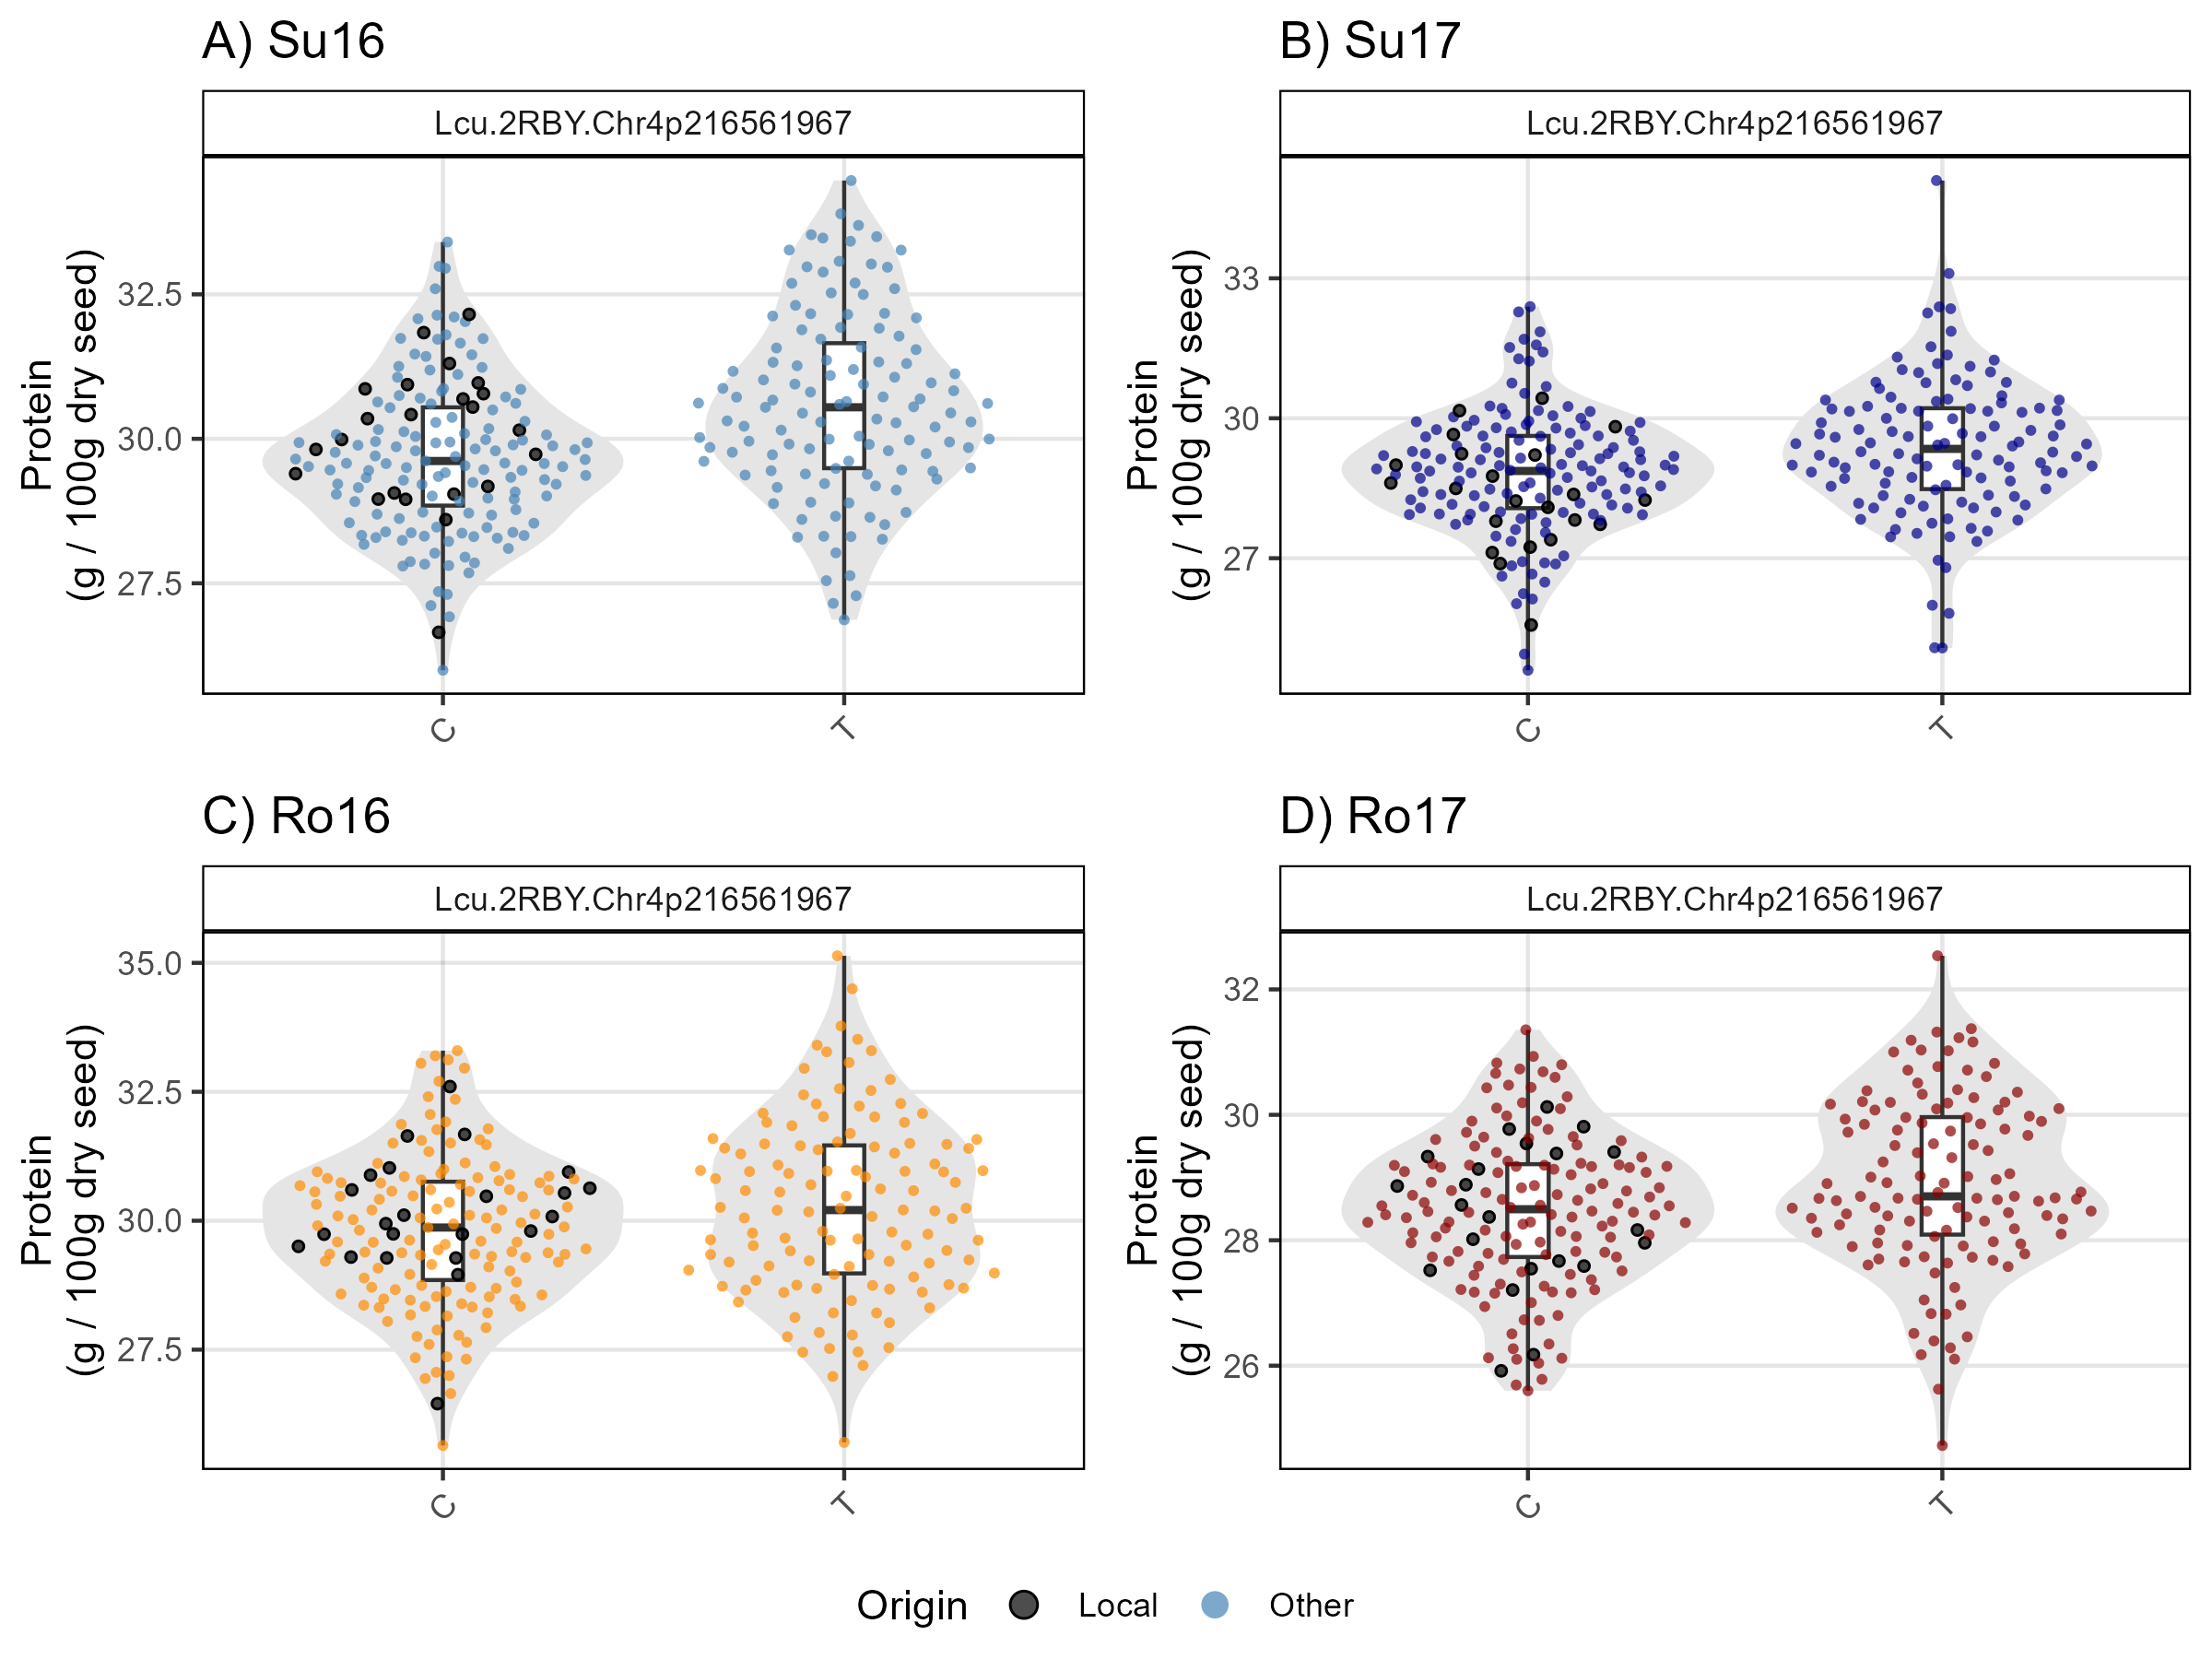 A) Su16
Lcu.2RBY.Chr4p216561967
Protein
(g / 100g dry seed)
32.5
30.0
27.5
C
T
B) Su17
Lcu.2RBY.Chr4p216561967
Protein
(g / 100g dry seed)
33
30
27
C
T
C) Ro16
Lcu.2RBY.Chr4p216561967
Protein
(g / 100g dry seed)
35.0
32.5
30.0
27.5
C
T
D) Ro17
Lcu.2RBY.Chr4p216561967
Protein
(g / 100g dry seed)
32
30
28
26
C
T
Origin Local Other